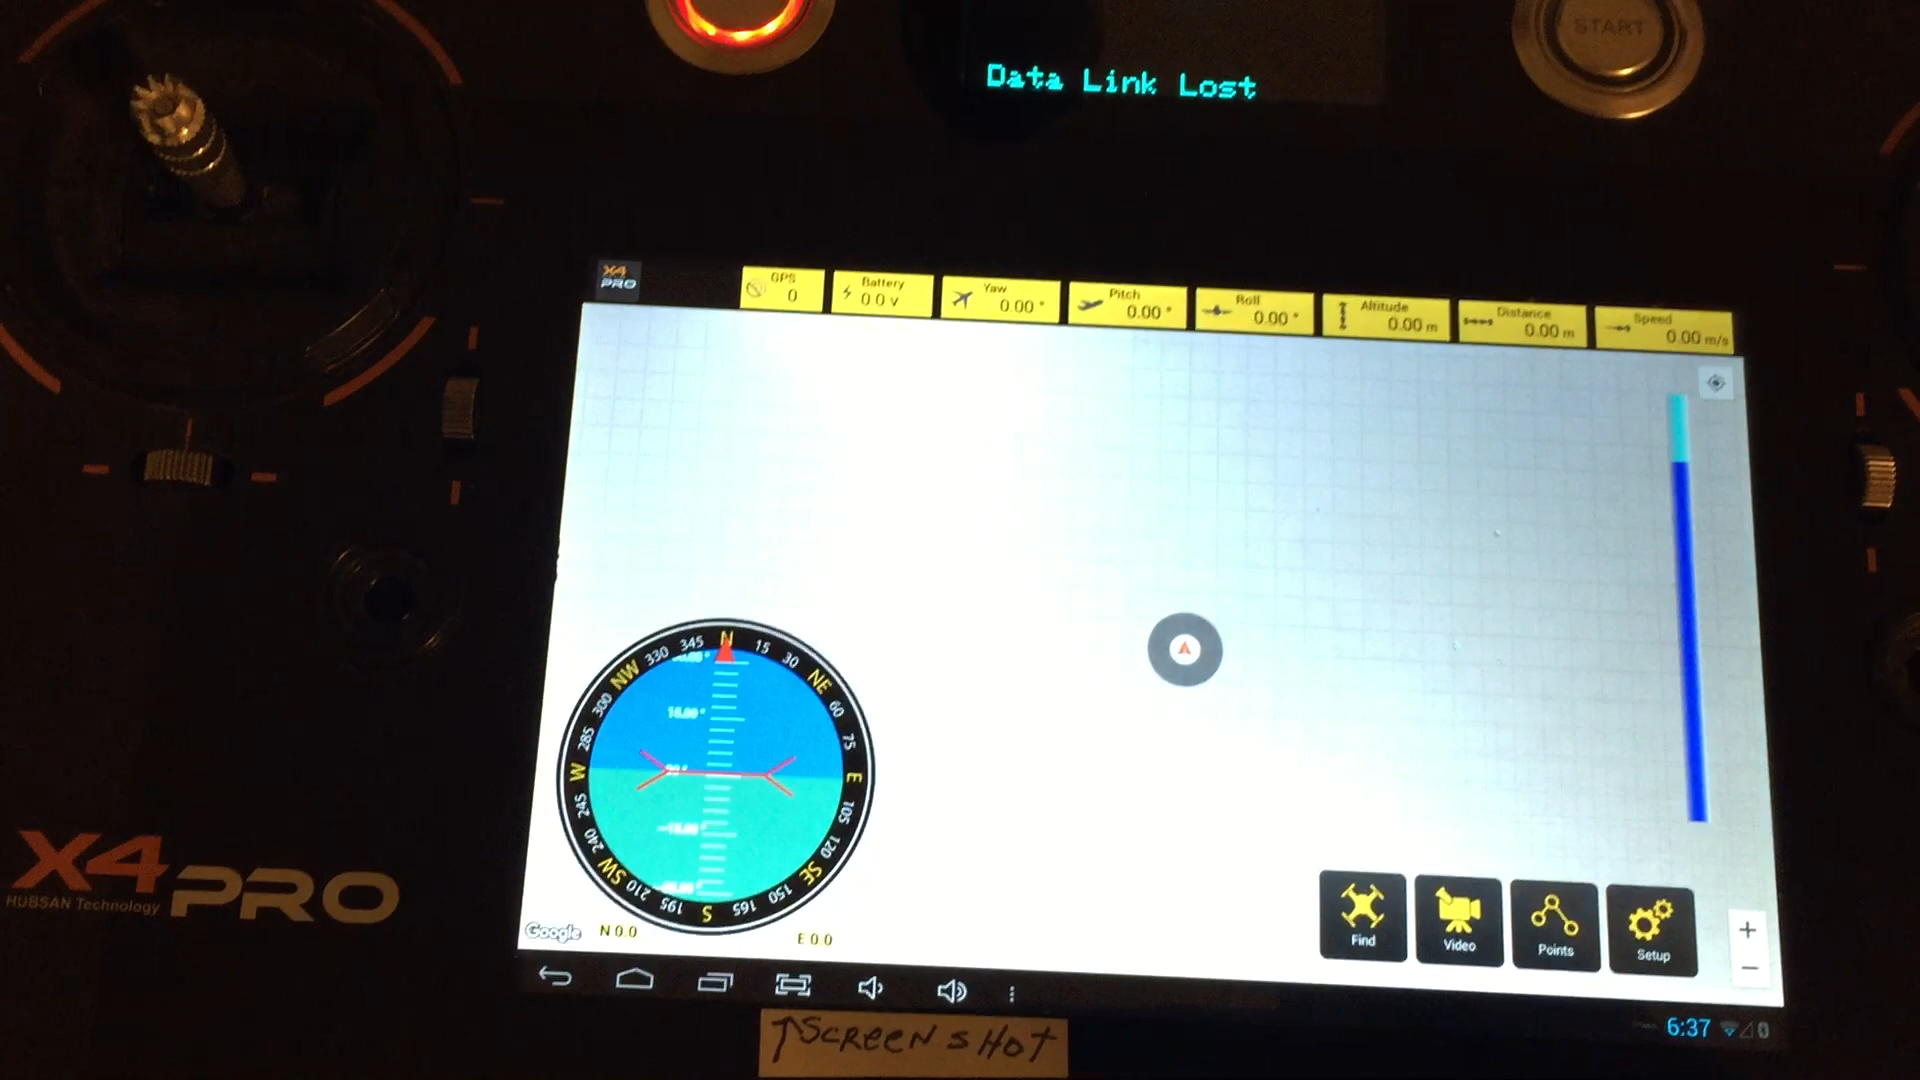 START
Data Link Lost
X4 PRO
GPS 0
Battery 0.0 v
Yaw 0.00 °
Pitch 0.00 °
Roll 0.00 °
Altitude 0.00 m
Distance 0.00 m
Speed 0.00 m/s
N 15 30 NE 60 75 E 105 120 SE 150 165 S 195 210 SW 240 245 W 285 300 NW 330 345
Google
N 0.0
E 0.0
Find
Video
Points
Setup
+
−
X4 PRO
HUBSAN Technology
6:37
↑SCREEN SHOT